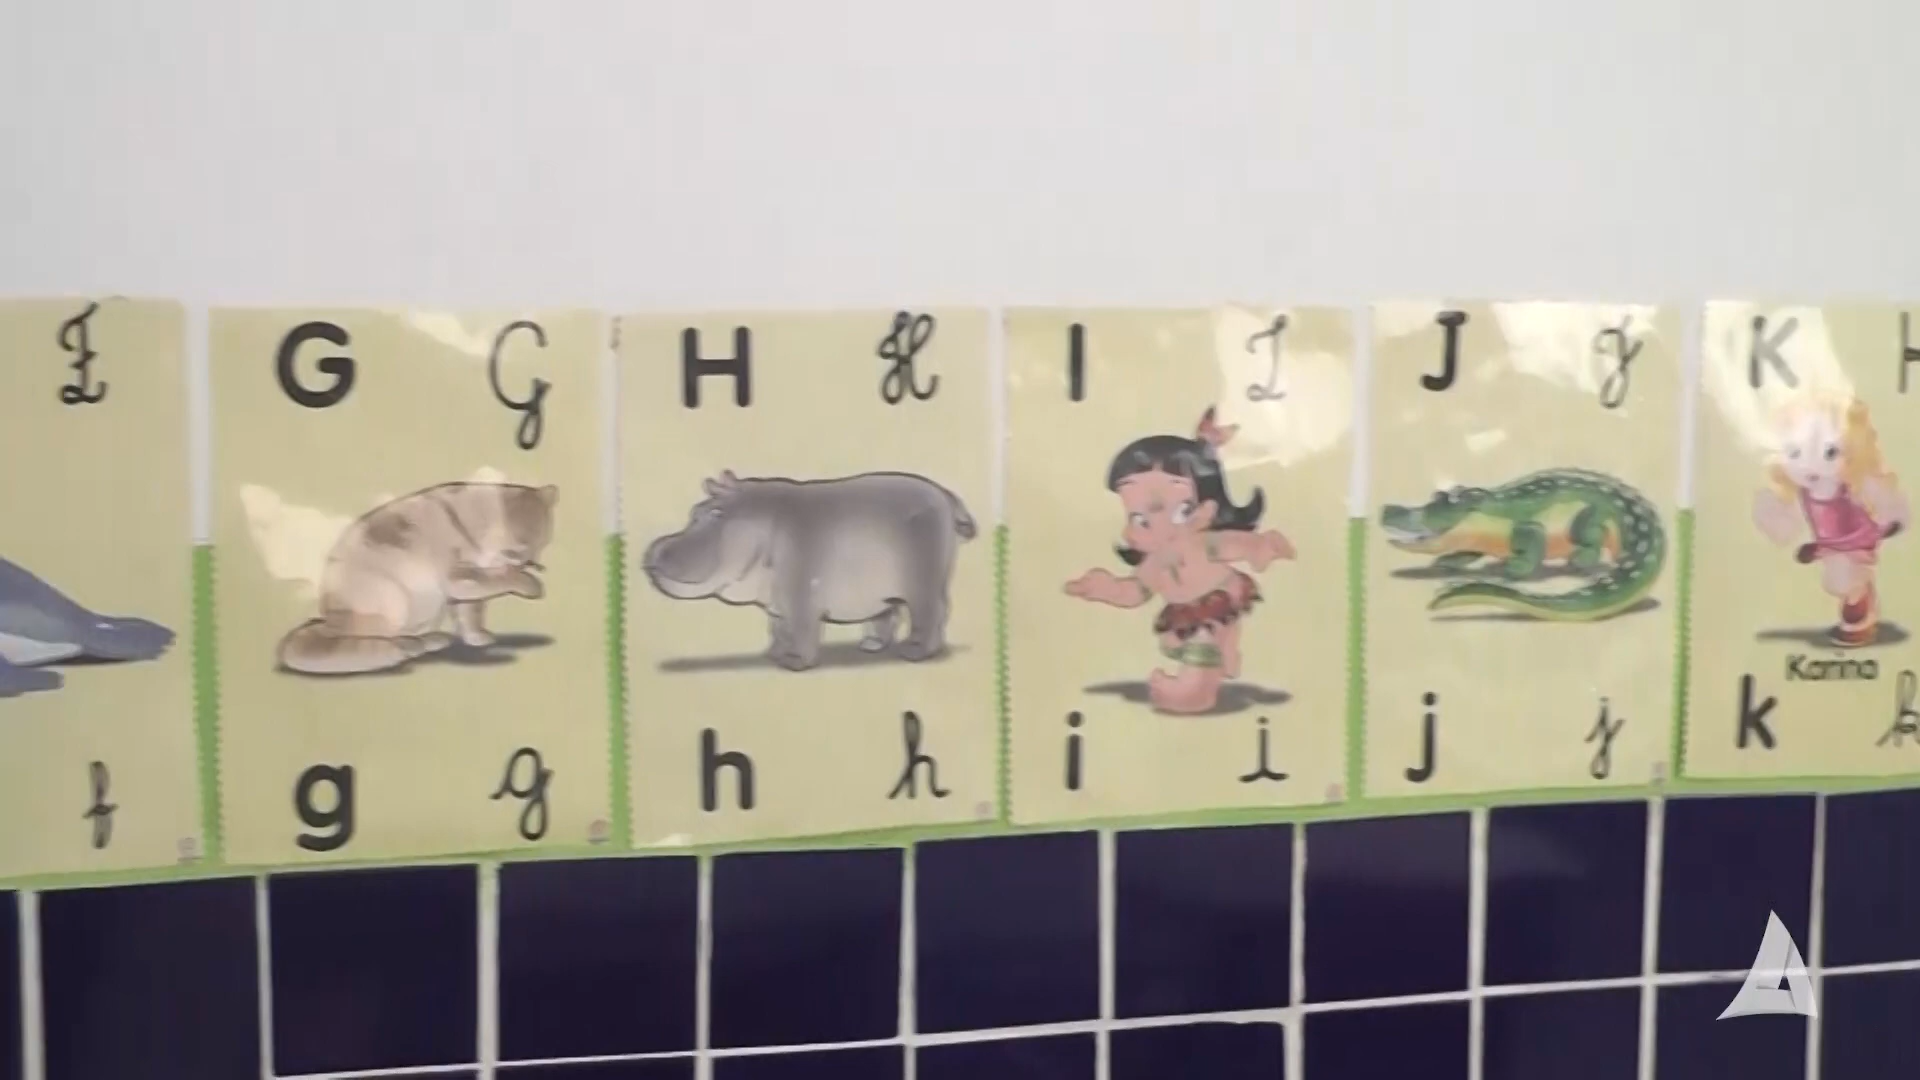 F
f
G G
g g
H H
h h
I I
i i
J J
j j
K K
Karina
k k